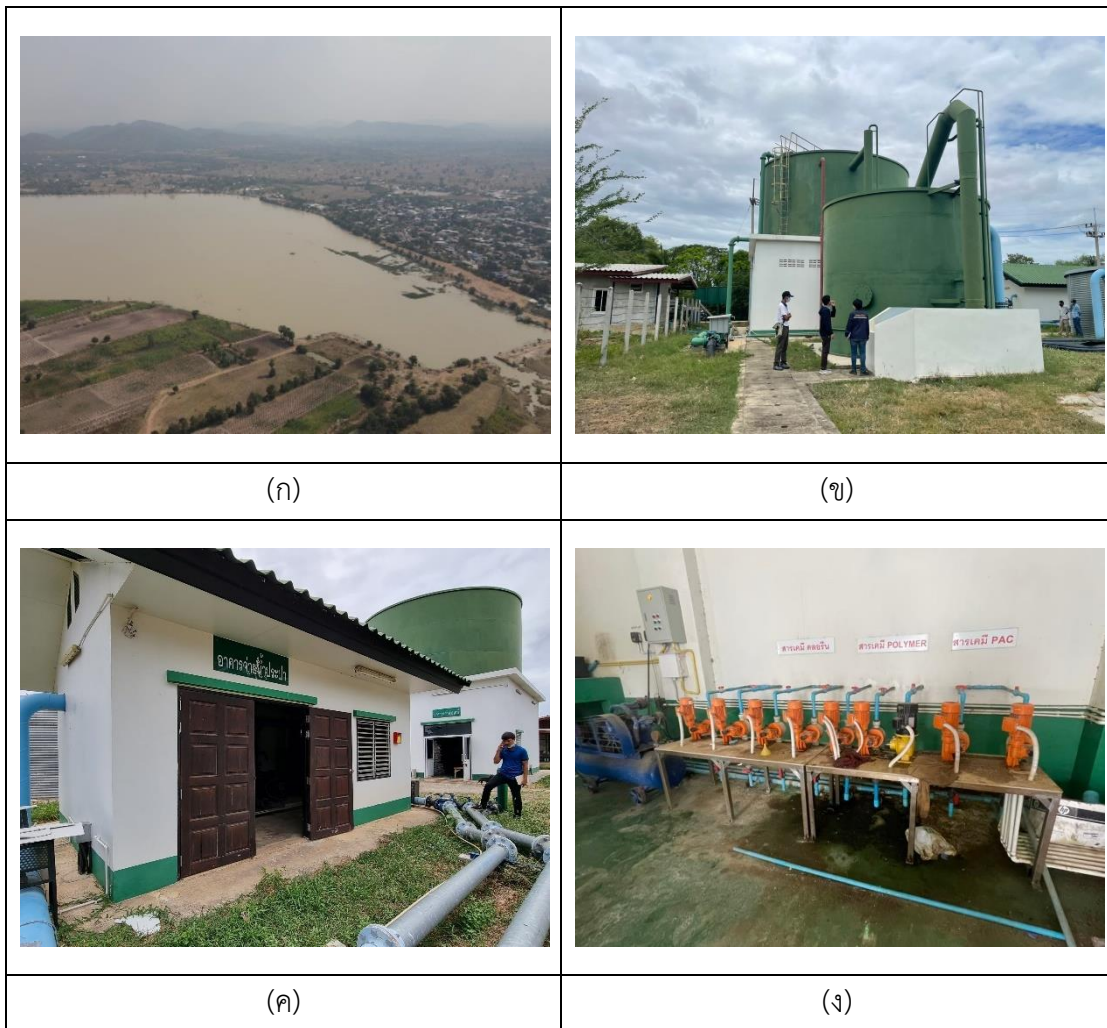 (ก)
(ข)
อาคารจ่ายน้ำประปา
สารเคมี คลอรีน
สารเคมี POLYMER
สารเคมี PAC
(ค)
(ง)